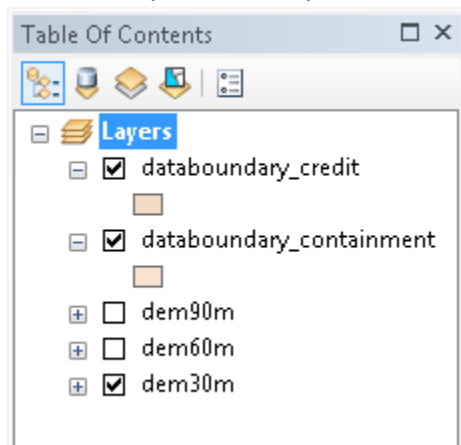 Table Of Contents
Layers
databoundary_credit
databoundary_containment
dem90m
dem60m
dem30m